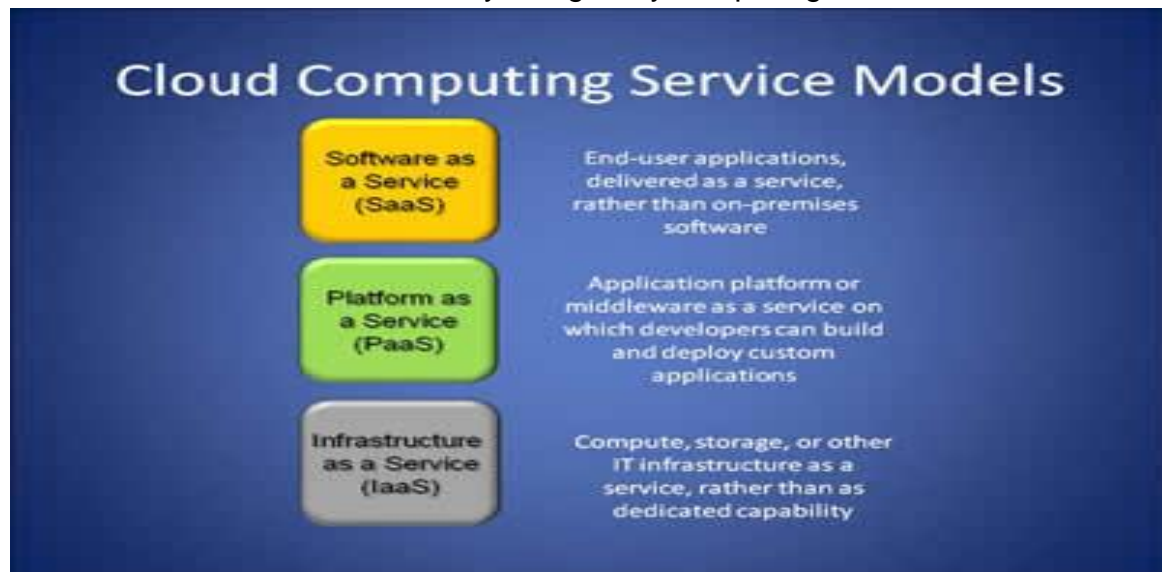 Cloud Computing Service Models
Software as
a Service
(SaaS)
End-user applications,
delivered as a service,
rather than on-premises
software
Platform as
a Service
(PaaS)
Application platform or
middleware as a service on
which developers can build
and deploy custom
applications
Infrastructure
as a Service
(IaaS)
Compute, storage, or other
IT infrastructure as a
service, rather than as
dedicated capability